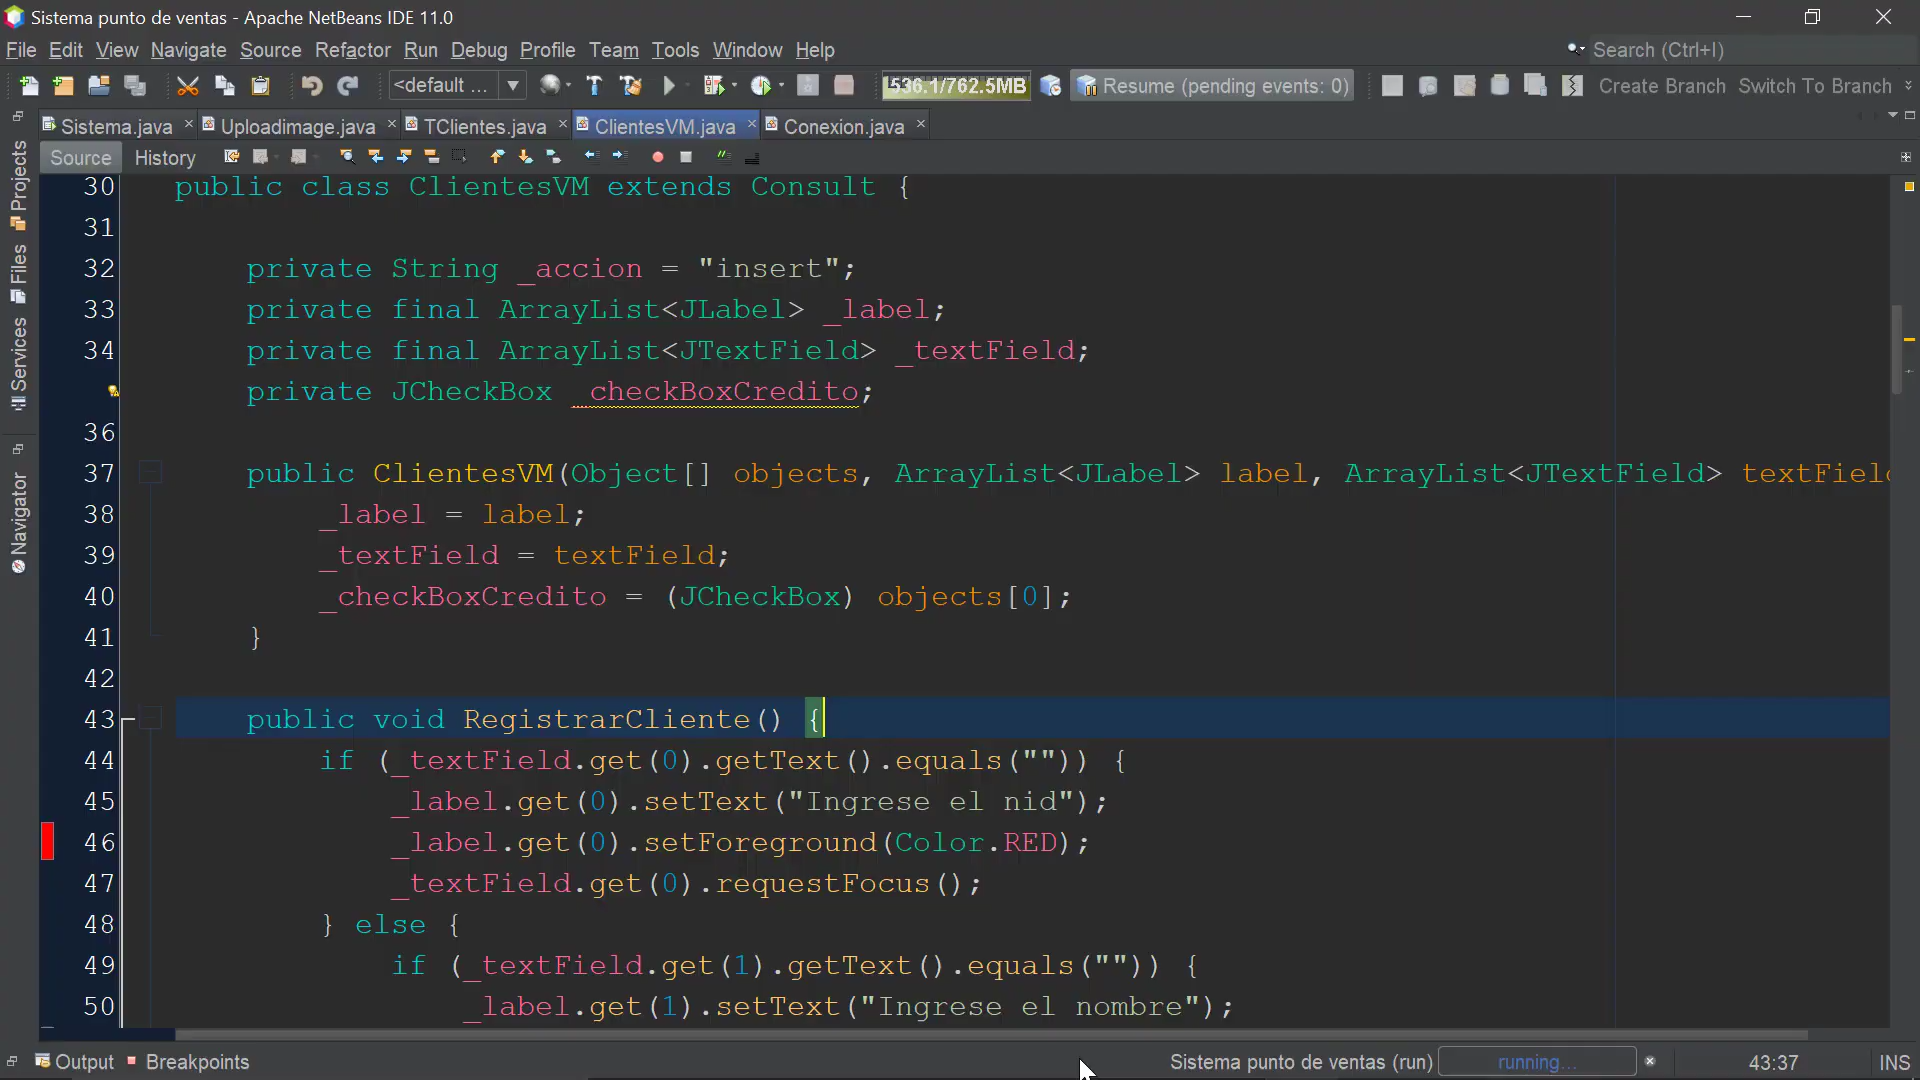 Sistema punto de ventas - Apache NetBeans IDE 11.0
File Edit View Navigate Source Refactor Run Debug Profile Team Tools Window Help Search (Ctrl+I)
<default ... 536.1/762.5MB Resume (pending events: 0) Create Branch Switch To Branch
Sistema.java Uploadimage.java TClientes.java ClientesVM.java Conexion.java
Source History
Projects
Files
Services
Navigator
30 public class ClientesVM extends Consult {
31
32 private String _accion = "insert";
33 private final ArrayList<JLabel> _label;
34 private final ArrayList<JTextField> _textField;
private JCheckBox _checkBoxCredito;
36
37 public ClientesVM(Object[] objects, ArrayList<JLabel> label, ArrayList<JTextField> textField
38 _label = label;
39 _textField = textField;
40 _checkBoxCredito = (JCheckBox) objects[0];
41 }
42
43 public void RegistrarCliente() {
44 if (_textField.get(0).getText().equals("")) {
45 _label.get(0).setText("Ingrese el nid");
46 _label.get(0).setForeground(Color.RED);
47 _textField.get(0).requestFocus();
48 } else {
49 if (_textField.get(1).getText().equals("")) {
50 _label.get(1).setText("Ingrese el nombre");
Output Breakpoints Sistema punto de ventas (run) running... 43:37 INS